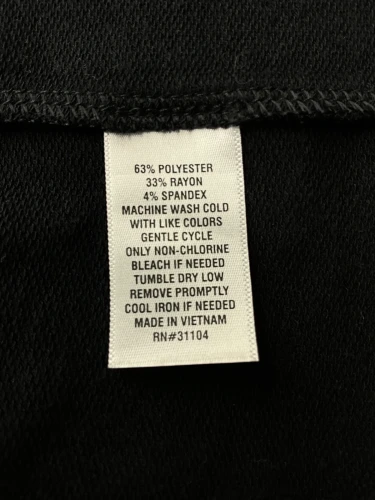 63% POLYESTER
33% RAYON
4% SPANDEX
MACHINE WASH COLD
WITH LIKE COLORS
GENTLE CYCLE
ONLY NON-CHLORINE
BLEACH IF NEEDED
TUMBLE DRY LOW
REMOVE PROMPTLY
COOL IRON IF NEEDED
MADE IN VIETNAM
RN#31104